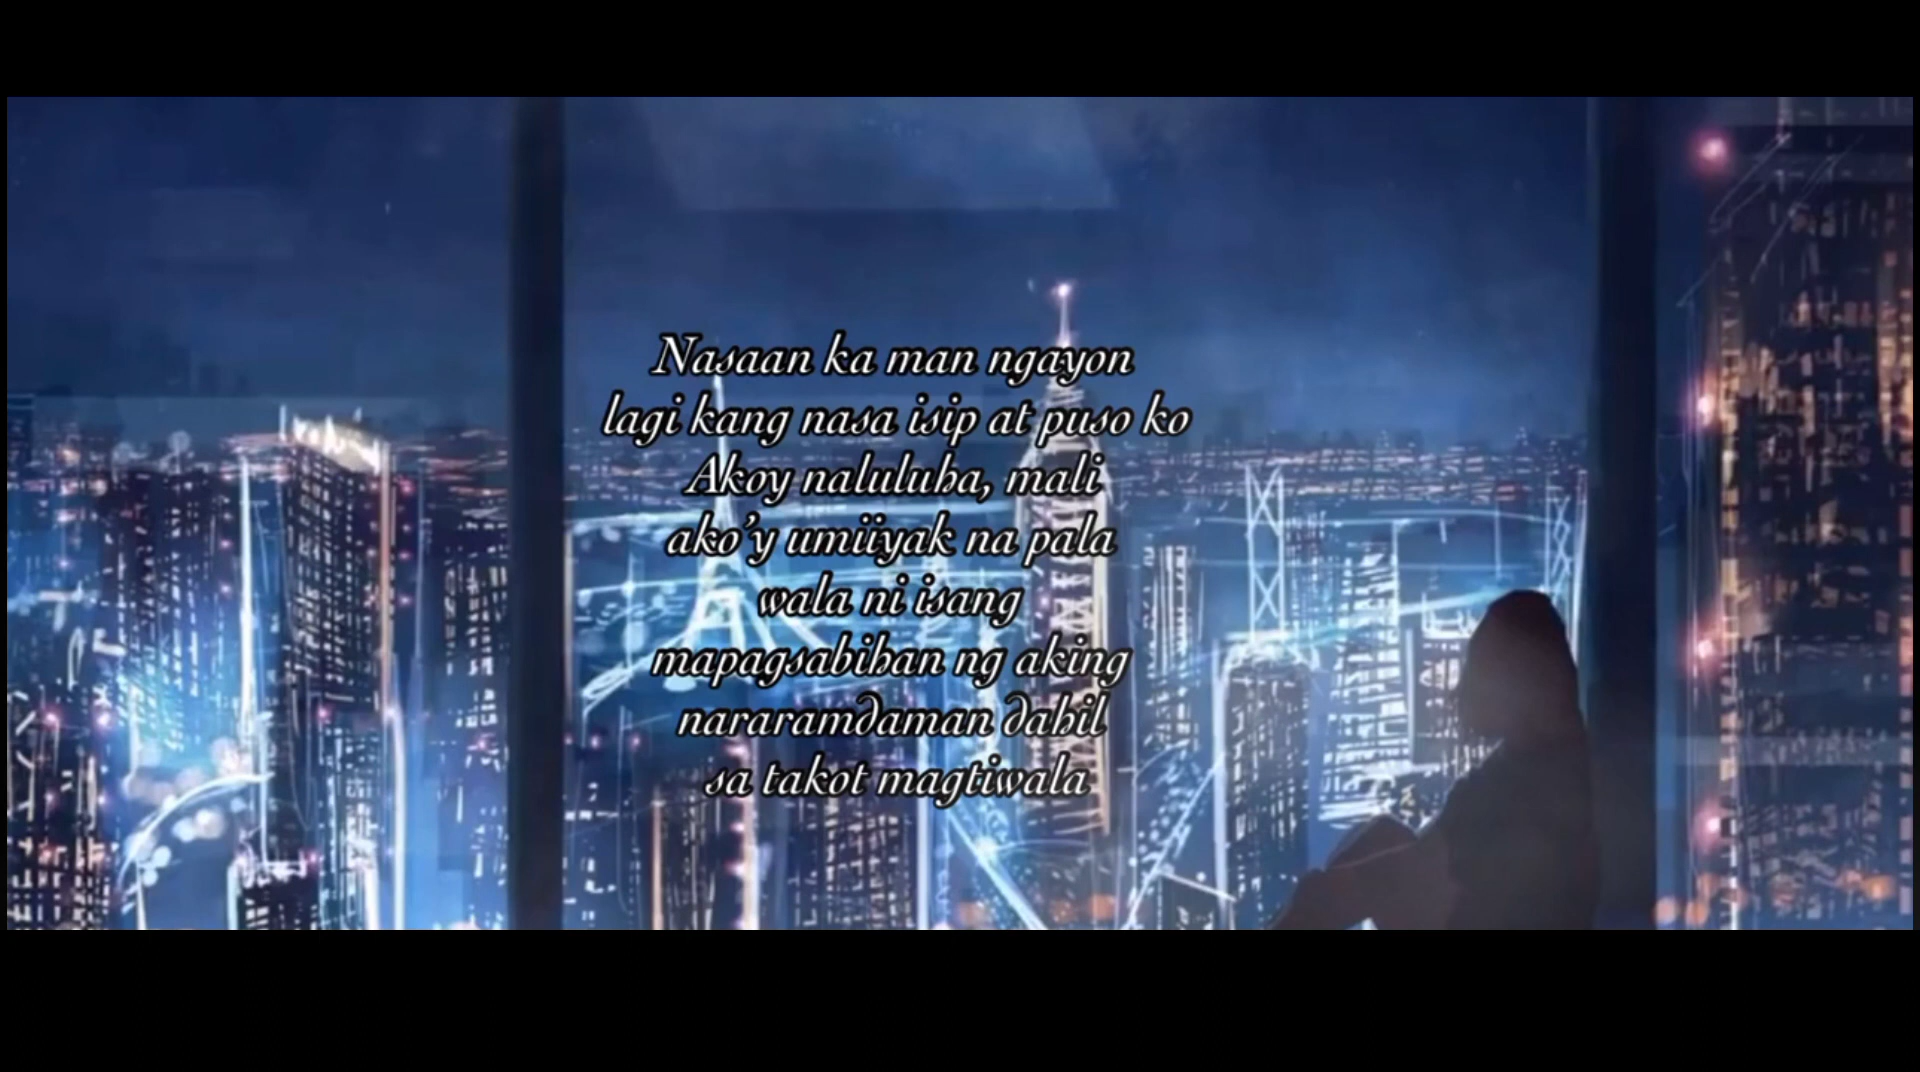 Nasaan ka man ngayon
lagi kang nasa isip at puso ko
Akoy naluluha, mali
ako'y umiiyak na pala
wala ni isang
mapagsabihan ng aking
nararamdaman dahil
sa takot magtiwala